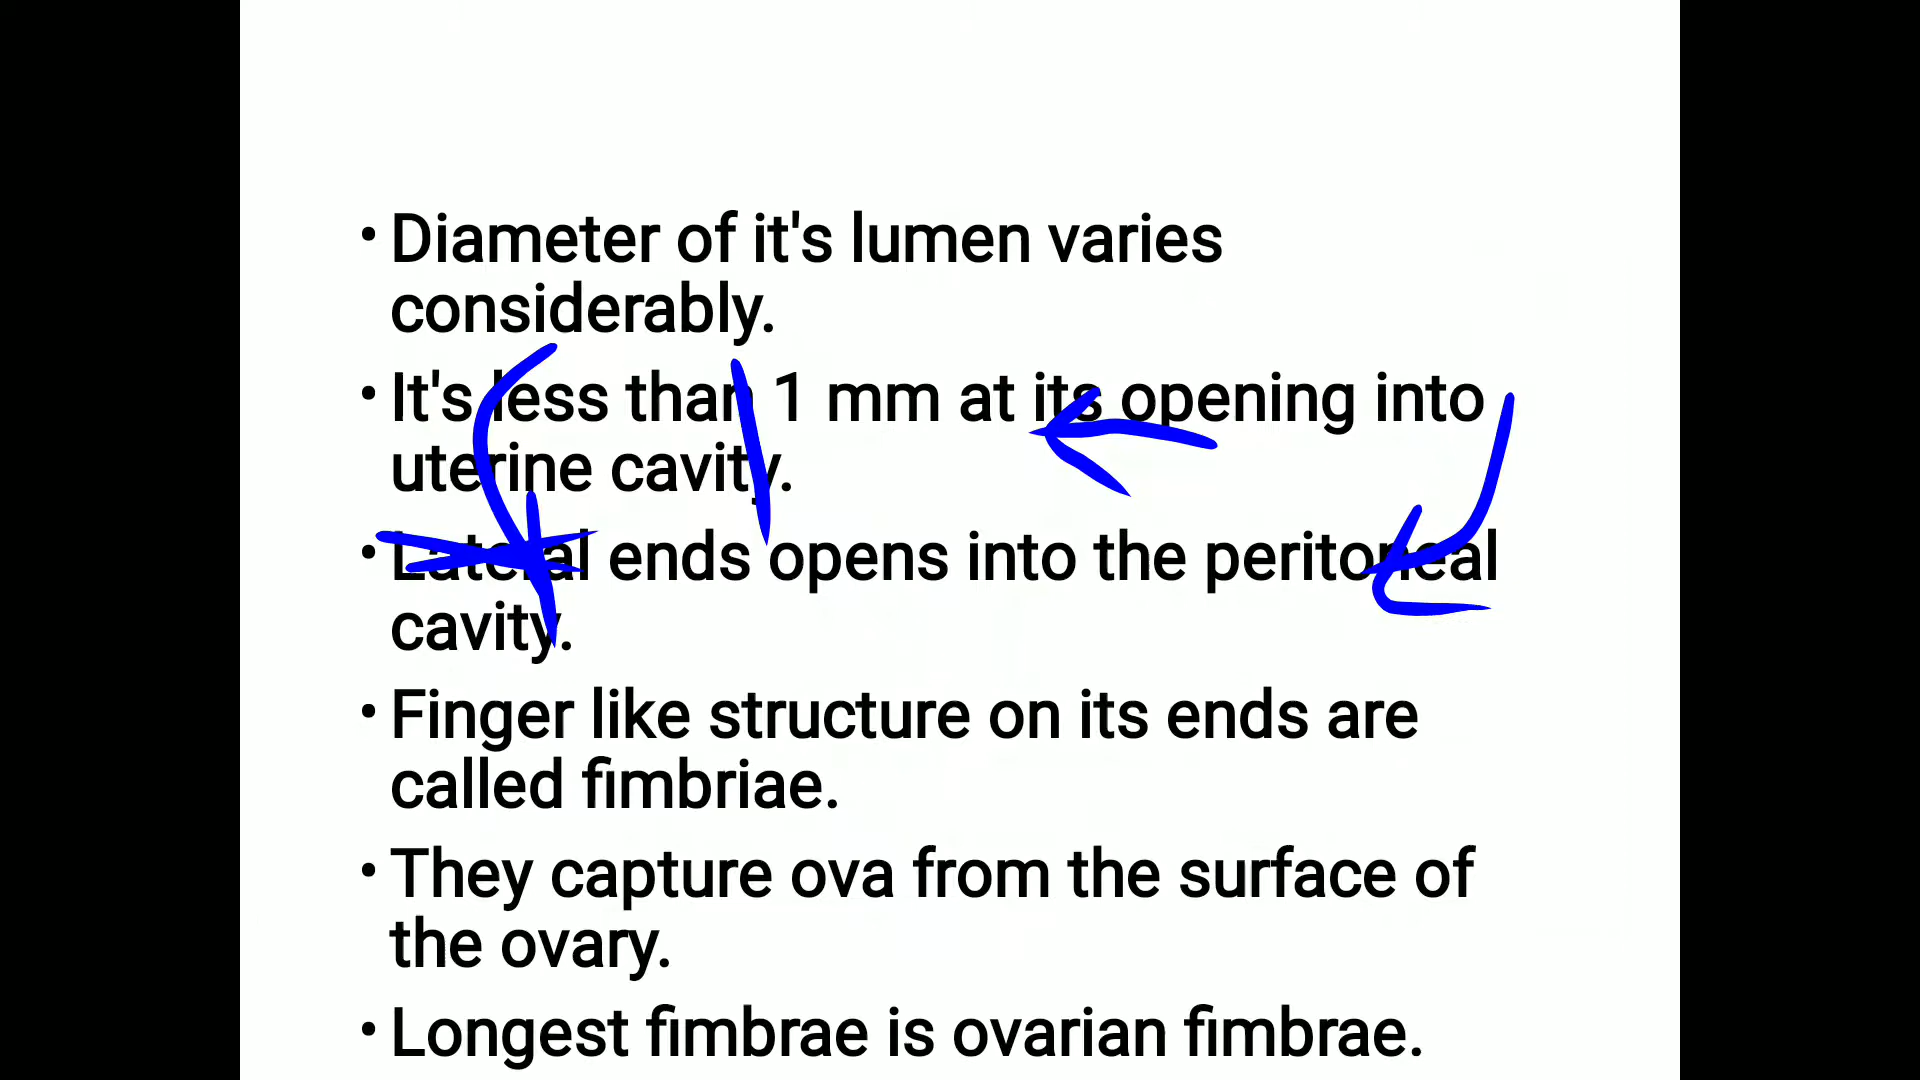 • Diameter of it's lumen varies
considerably.
• It's less than 1 mm at its opening into
uterine cavity.
• Lateral ends opens into the peritoneal
cavity.
• Finger like structure on its ends are
called fimbriae.
• They capture ova from the surface of
the ovary.
• Longest fimbrae is ovarian fimbrae.